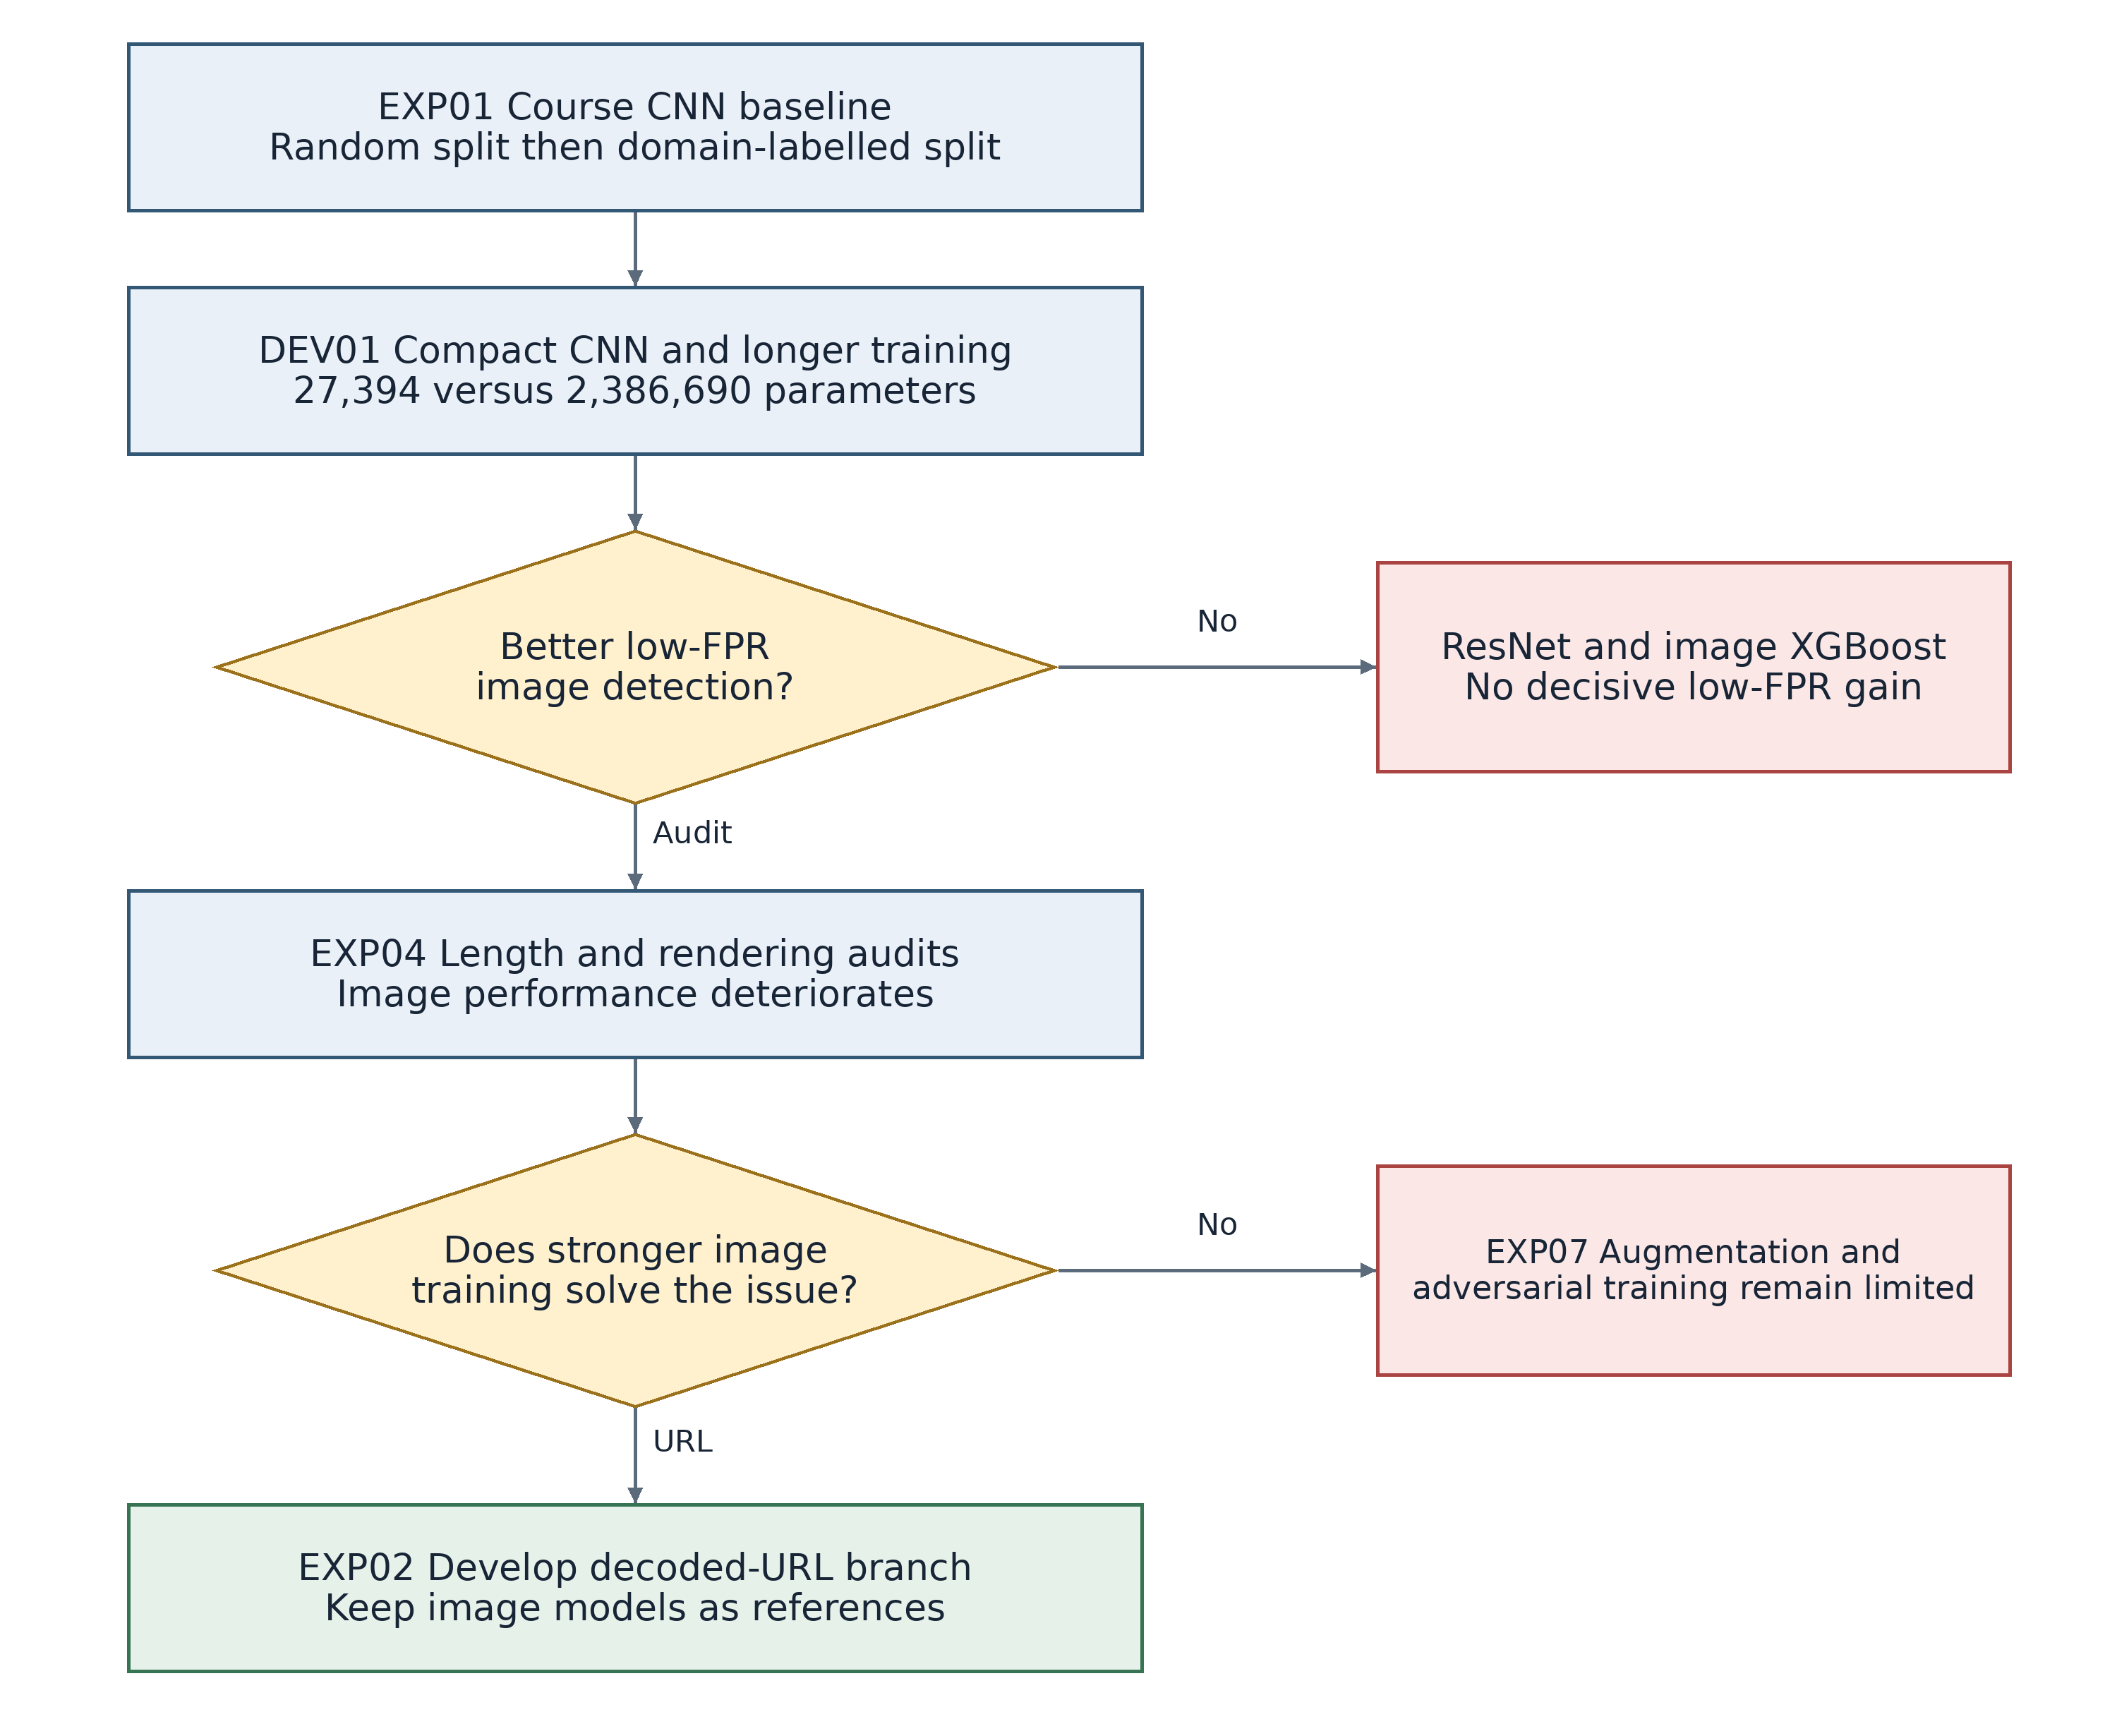 EXP01 Course CNN baseline
Random split then domain-labelled split
DEV01 Compact CNN and longer training
27,394 versus 2,386,690 parameters
Better low-FPR
image detection?
No
ResNet and image XGBoost
No decisive low-FPR gain
Audit
EXP04 Length and rendering audits
Image performance deteriorates
Does stronger image
training solve the issue?
No
EXP07 Augmentation and
adversarial training remain limited
URL
EXP02 Develop decoded-URL branch
Keep image models as references